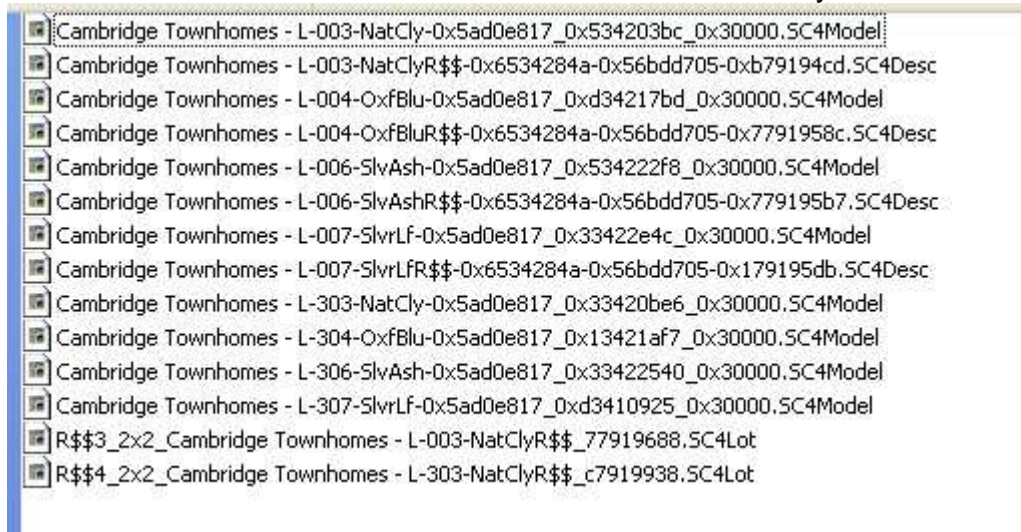 Cambridge Townhomes - L-003-NatCly-0x5ad0e817_0x534203bc_0x30000.SC4Model
Cambridge Townhomes - L-003-NatClyR$$-0x6534284a-0x56bdd705-0xb79194cd.SC4Desc
Cambridge Townhomes - L-004-OxfBlu-0x5ad0e817_0xd34217bd_0x30000.SC4Model
Cambridge Townhomes - L-004-OxfBluR$$-0x6534284a-0x56bdd705-0x7791958c.SC4Desc
Cambridge Townhomes - L-006-SlvAsh-0x5ad0e817_0x534222f8_0x30000.SC4Model
Cambridge Townhomes - L-006-SlvAshR$$-0x6534284a-0x56bdd705-0x779195b7.SC4Desc
Cambridge Townhomes - L-007-SlvrLf-0x5ad0e817_0x33422e4c_0x30000.SC4Model
Cambridge Townhomes - L-007-SlvrLfR$$-0x6534284a-0x56bdd705-0x179195db.SC4Desc
Cambridge Townhomes - L-303-NatCly-0x5ad0e817_0x33420be6_0x30000.SC4Model
Cambridge Townhomes - L-304-OxfBlu-0x5ad0e817_0x13421af7_0x30000.SC4Model
Cambridge Townhomes - L-306-SlvAsh-0x5ad0e817_0x33422540_0x30000.SC4Model
Cambridge Townhomes - L-307-SlvrLf-0x5ad0e817_0xd3410925_0x30000.SC4Model
R$$3_2x2_Cambridge Townhomes - L-003-NatClyR$$_77919688.SC4Lot
R$$4_2x2_Cambridge Townhomes - L-303-NatClyR$$_c7919938.SC4Lot